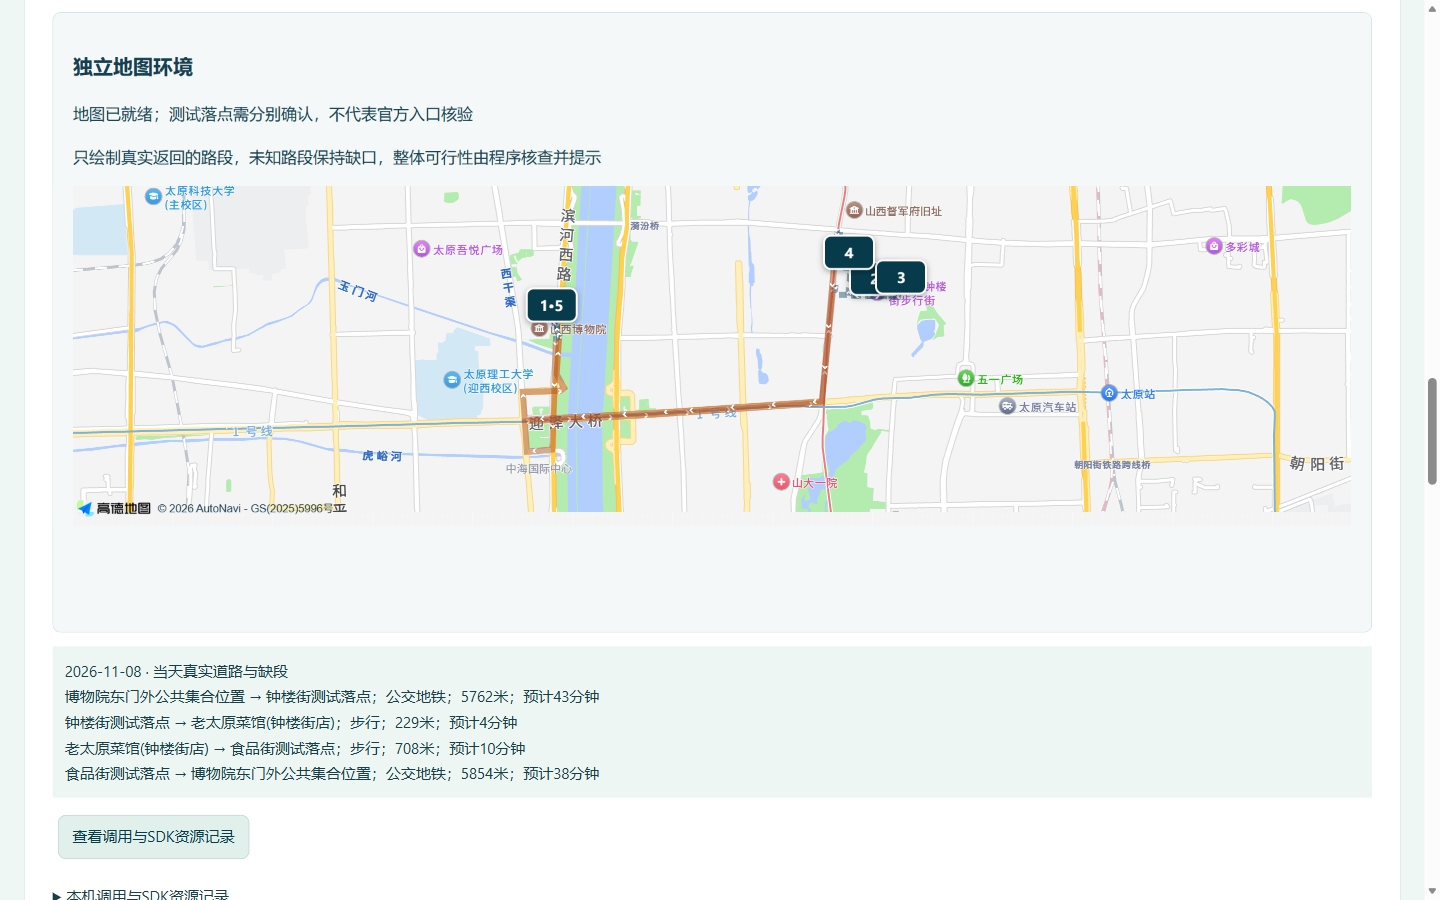 独立地图环境
地图已就绪；测试落点需分别确认，不代表官方入口核验
只绘制真实返回的路段，未知路段保持缺口，整体可行性由程序核查并提示
太原科技大学
(主校区)
滨河西路
漪汾桥
山西督军府旧址
太原吾悦广场
多彩城
4
2
3
钟楼
街步行街
西干渠
玉门河
1•5
西博物院
太原理工大学
(迎西校区)
五一广场
太原站
太原汽车站
1号线
迎泽大桥
1号线
虎峪河
中海国际中心
朝阳街铁路跨线桥
朝阳街
山大一院
和平
高德地图 © 2026 AutoNavi - GS(2025)5996号
2026-11-08 · 当天真实道路与缺段
博物院东门外公共集合位置 → 钟楼街测试落点；公交地铁；5762米；预计43分钟
钟楼街测试落点 → 老太原菜馆(钟楼街店)；步行；229米；预计4分钟
老太原菜馆(钟楼街店) → 食品街测试落点；步行；708米；预计10分钟
食品街测试落点 → 博物院东门外公共集合位置；公交地铁；5854米；预计38分钟
查看调用与SDK资源记录
▶ 本机调用与SDK资源记录